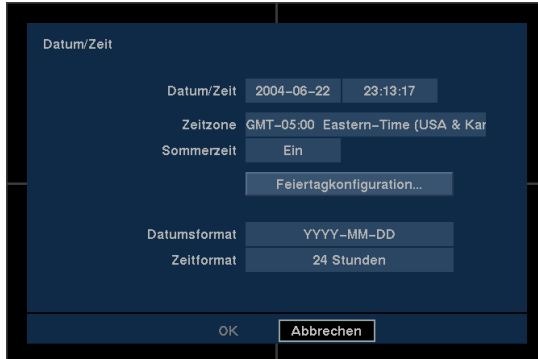 Datum/Zeit
Datum/Zeit 2004-06-22 23:13:17
Zeitzone GMT-05:00 Eastern-Time (USA & Kar
Sommerzeit Ein
Feiertagkonfiguration...
Datumsformat YYYY-MM-DD
Zeitformat 24 Stunden
OK Abbrechen